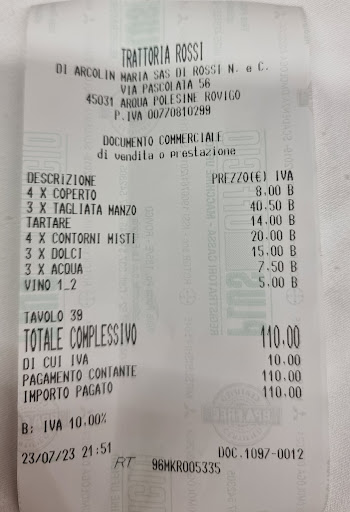 TRATTORIA ROSSI
DI ARCOLIN MARIA SAS DI ROSSI N. e C.
VIA PASCOLATA 56
45031 ARQUA POLESINE ROVIGO
P.IVA 00770810299
DOCUMENTO COMMERCIALE
di vendita o prestazione
DESCRIZIONE PREZZO(€) IVA
4 X COPERTO 8.00 B
3 X TAGLIATA MANZO 40.50 B
TARTARE 14.00 B
4 X CONTORNI MISTI 20.00 B
3 X DOLCI 15.00 B
3 X ACQUA 7.50 B
VINO 1_2 5.00 B
TAVOLO 39
TOTALE COMPLESSIVO 110.00
DI CUI IVA 10.00
PAGAMENTO CONTANTE 110.00
IMPORTO PAGATO 110.00
B: IVA 10.00%
23/07/23 21:51 DOC.1097-0012
RT 96MKR005335